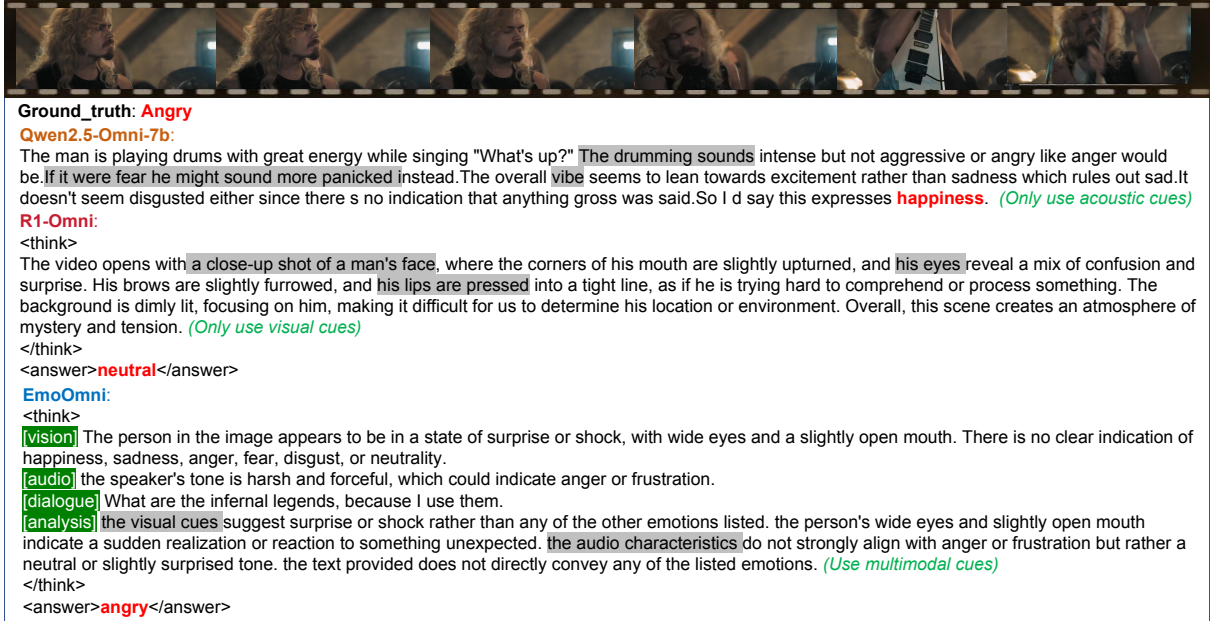 Ground_truth: Angry
Qwen2.5-Omni-7b:
The man is playing drums with great energy while singing "What's up?" The drumming sounds intense but not aggressive or angry like anger would
be.If it were fear he might sound more panicked instead.The overall vibe seems to lean towards excitement rather than sadness which rules out sad.It
doesn't seem disgusted either since there s no indication that anything gross was said.So I d say this expresses happiness. (Only use acoustic cues)
R1-Omni:
<think>
The video opens with a close-up shot of a man's face, where the corners of his mouth are slightly upturned, and his eyes reveal a mix of confusion and
surprise. His brows are slightly furrowed, and his lips are pressed into a tight line, as if he is trying hard to comprehend or process something. The
background is dimly lit, focusing on him, making it difficult for us to determine his location or environment. Overall, this scene creates an atmosphere of
mystery and tension. (Only use visual cues)
</think>
<answer>neutral</answer>
EmoOmni:
<think>
[vision] The person in the image appears to be in a state of surprise or shock, with wide eyes and a slightly open mouth. There is no clear indication of
happiness, sadness, anger, fear, disgust, or neutrality.
[audio] the speaker's tone is harsh and forceful, which could indicate anger or frustration.
[dialogue] What are the infernal legends, because I use them.
[analysis] the visual cues suggest surprise or shock rather than any of the other emotions listed. the person's wide eyes and slightly open mouth
indicate a sudden realization or reaction to something unexpected. the audio characteristics do not strongly align with anger or frustration but rather a
neutral or slightly surprised tone. the text provided does not directly convey any of the listed emotions. (Use multimodal cues)
</think>
<answer>angry</answer>